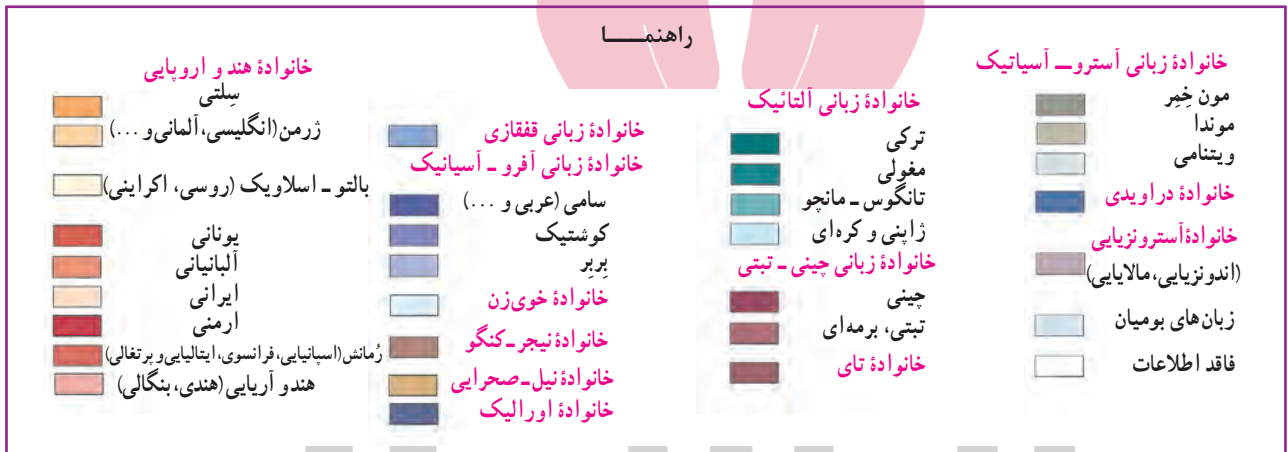 راهنمــــــا
خانوادهٔ زبانی آسترو ــ آسیاتیک
مون خِمِر
موندا
ویتنامی
خانوادهٔ دراویدی
خانوادهٔ آسترونزیایی
(اندونزیایی، مالایایی)
زبان‌های بومیان
فاقد اطلاعات
خانوادهٔ زبانی آلتائیک
ترکی
مغولی
تانگوس ـ مانچو
ژاپنی و کره‌ای
خانوادهٔ زبانی چینی ـ تبتی
چینی
تبتی، برمه‌ای
خانوادهٔ تای
خانوادهٔ زبانی قفقازی
خانوادهٔ زبانی آفرو ـ آسیانیک
سامی (عربی و ...)
کوشتیک
بِربِر
خانوادهٔ خوی‌زن
خانوادهٔ نیجر ـ کنگو
خانوادهٔ نیل ـ صحرایی
خانوادهٔ اورالیک
خانوادهٔ هند و اروپایی
سِلتی
ژرمن (انگلیسی، آلمانی و ...)
بالتو ـ اسلاویک (روسی، اکراینی)
یونانی
آلبانیانی
ایرانی
ارمنی
رُمانش (اسپانیایی، فرانسوی، ایتالیایی و پرتغالی)
هند و آریایی (هندی، بنگالی)